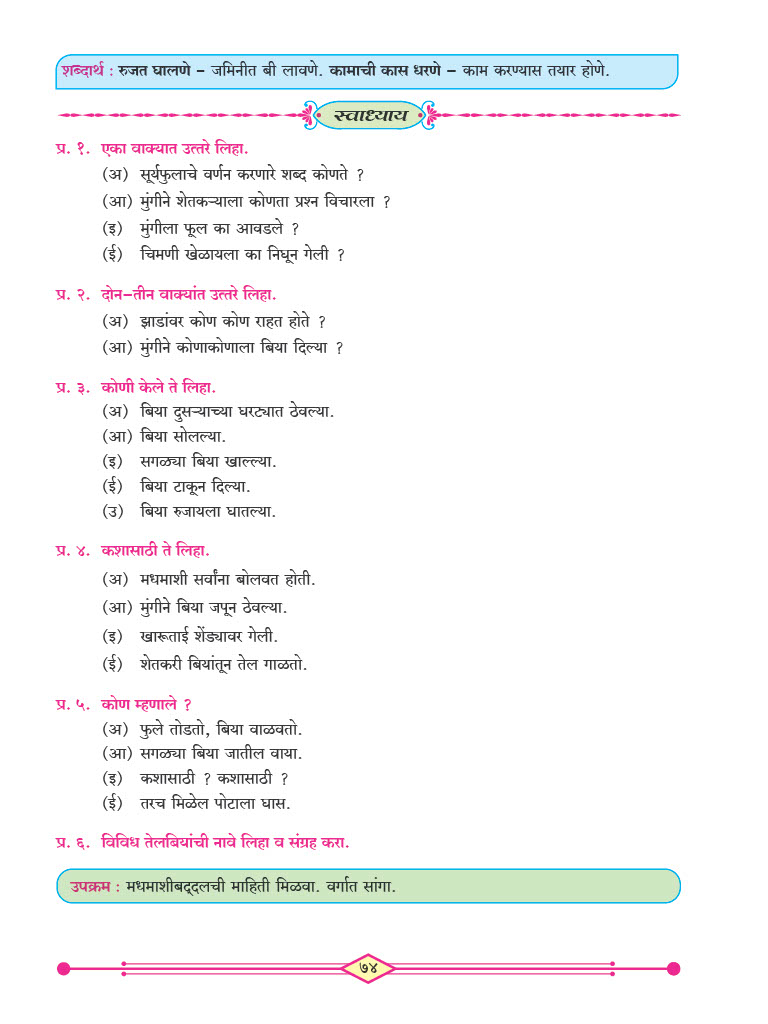 शब्दार्थ : रुजत घालणे – जमिनीत बी लावणे. कामाची कास धरणे – काम करण्यास तयार होणे.
स्वाध्याय
प्र. १. एका वाक्यात उत्तरे लिहा.
(अ) सूर्यफुलाचे वर्णन करणारे शब्द कोणते ?
(आ) मुंगीने शेतकऱ्याला कोणता प्रश्न विचारला ?
(इ) मुंगीला फूल का आवडले ?
(ई) चिमणी खेळायला का निघून गेली ?
प्र. २. दोन–तीन वाक्यांत उत्तरे लिहा.
(अ) झाडांवर कोण कोण राहत होते ?
(आ) मुंगीने कोणाकोणाला बिया दिल्या ?
प्र. ३. कोणी केले ते लिहा.
(अ) बिया दुसऱ्याच्या घरट्यात ठेवल्या.
(आ) बिया सोलल्या.
(इ) सगळ्या बिया खाल्ल्या.
(ई) बिया टाकून दिल्या.
(उ) बिया रुजायला घातल्या.
प्र. ४. कशासाठी ते लिहा.
(अ) मधमाशी सर्वांना बोलवत होती.
(आ) मुंगीने बिया जपून ठेवल्या.
(इ) खारूताई शेंड्यावर गेली.
(ई) शेतकरी बियांतून तेल गाळतो.
प्र. ५. कोण म्हणाले ?
(अ) फुले तोडतो, बिया वाळवतो.
(आ) सगळ्या बिया जातील वाया.
(इ) कशासाठी ? कशासाठी ?
(ई) तरच मिळेल पोटाला घास.
प्र. ६. विविध तेलबियांची नावे लिहा व संग्रह करा.
उपक्रम : मधमाशीबद्दलची माहिती मिळवा. वर्गात सांगा.
७४